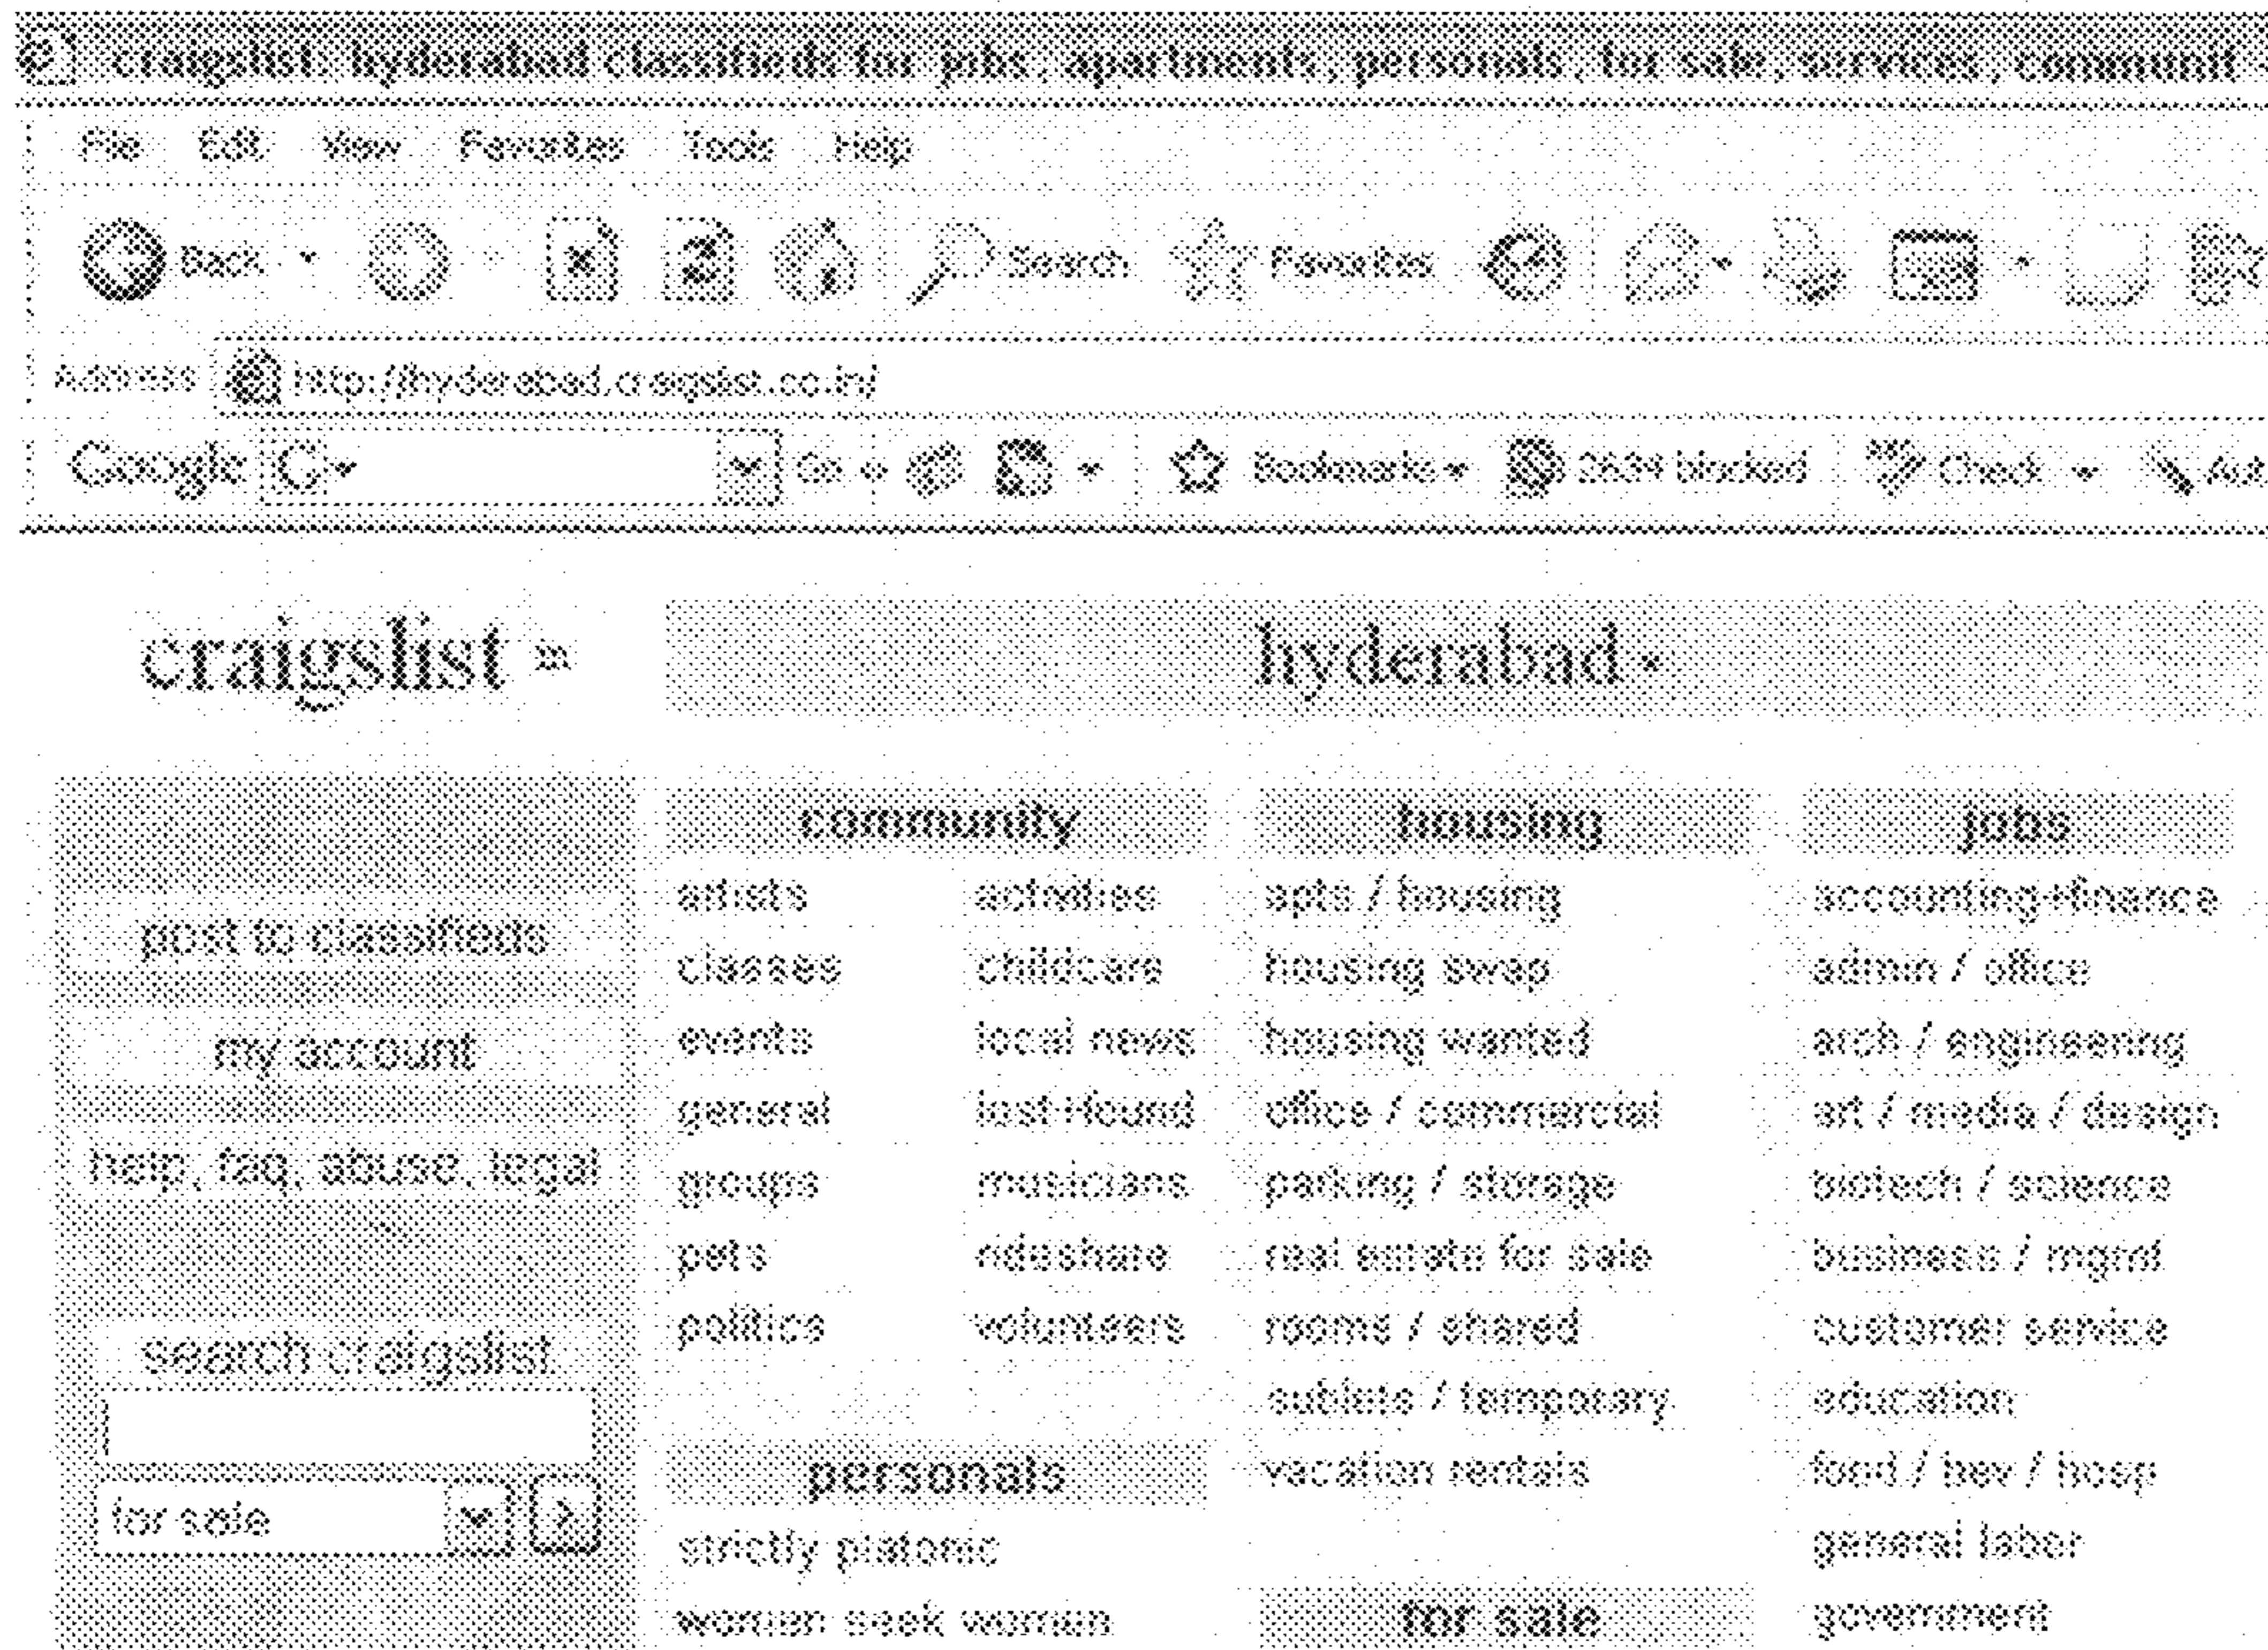 craigslist: hyderabad classifieds for jobs, apartments, personals, for sale, services, communit
File Edit View Favorites Tools Help
Back Search Favorites
Address http://hyderabad.craigslist.co.in/
Google G Go Bookmarks 2634 blocked Check Aut
craigslist in
hyderabad
post to classifieds
my account
help, faq, abuse, legal
search craigslist
for sale >
community
artists activities
classes childcare
events local news
general lost+found
groups musicians
pets rideshare
politics volunteers
personals
strictly platonic
women seek women
housing
apts / housing
housing swap
housing wanted
office / commercial
parking / storage
real estate for sale
rooms / shared
sublets / temporary
vacation rentals
for sale
jobs
accounting+finance
admin / office
arch / engineering
art / media / design
biotech / science
business / mgmt
customer service
education
food / bev / hosp
general labor
government